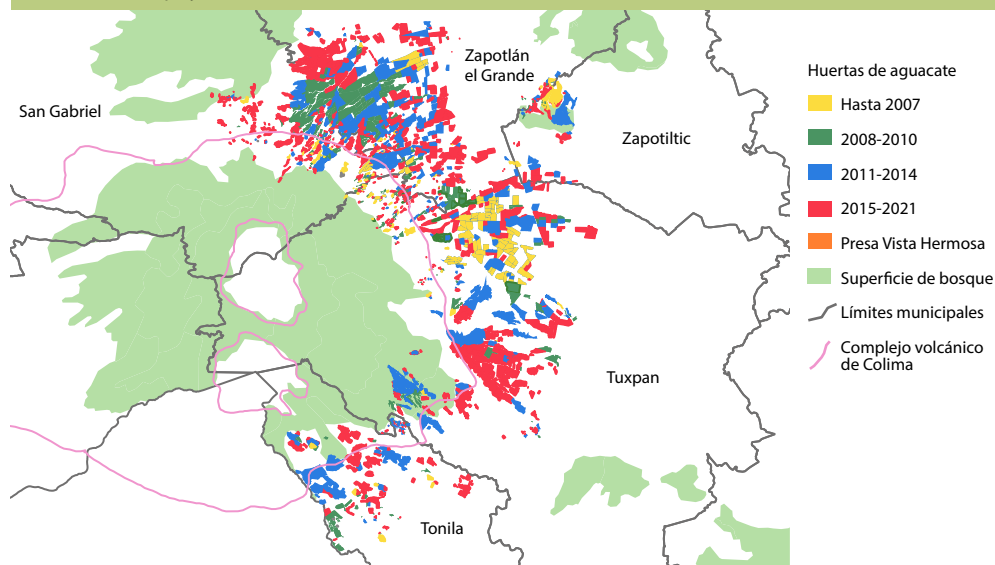 Zapotlán
el Grande
San Gabriel
Zapotiltic
Tuxpan
Tonila
Huertas de aguacate
Hasta 2007
2008-2010
2011-2014
2015-2021
Presa Vista Hermosa
Superficie de bosque
Límites municipales
Complejo volcánico
de Colima